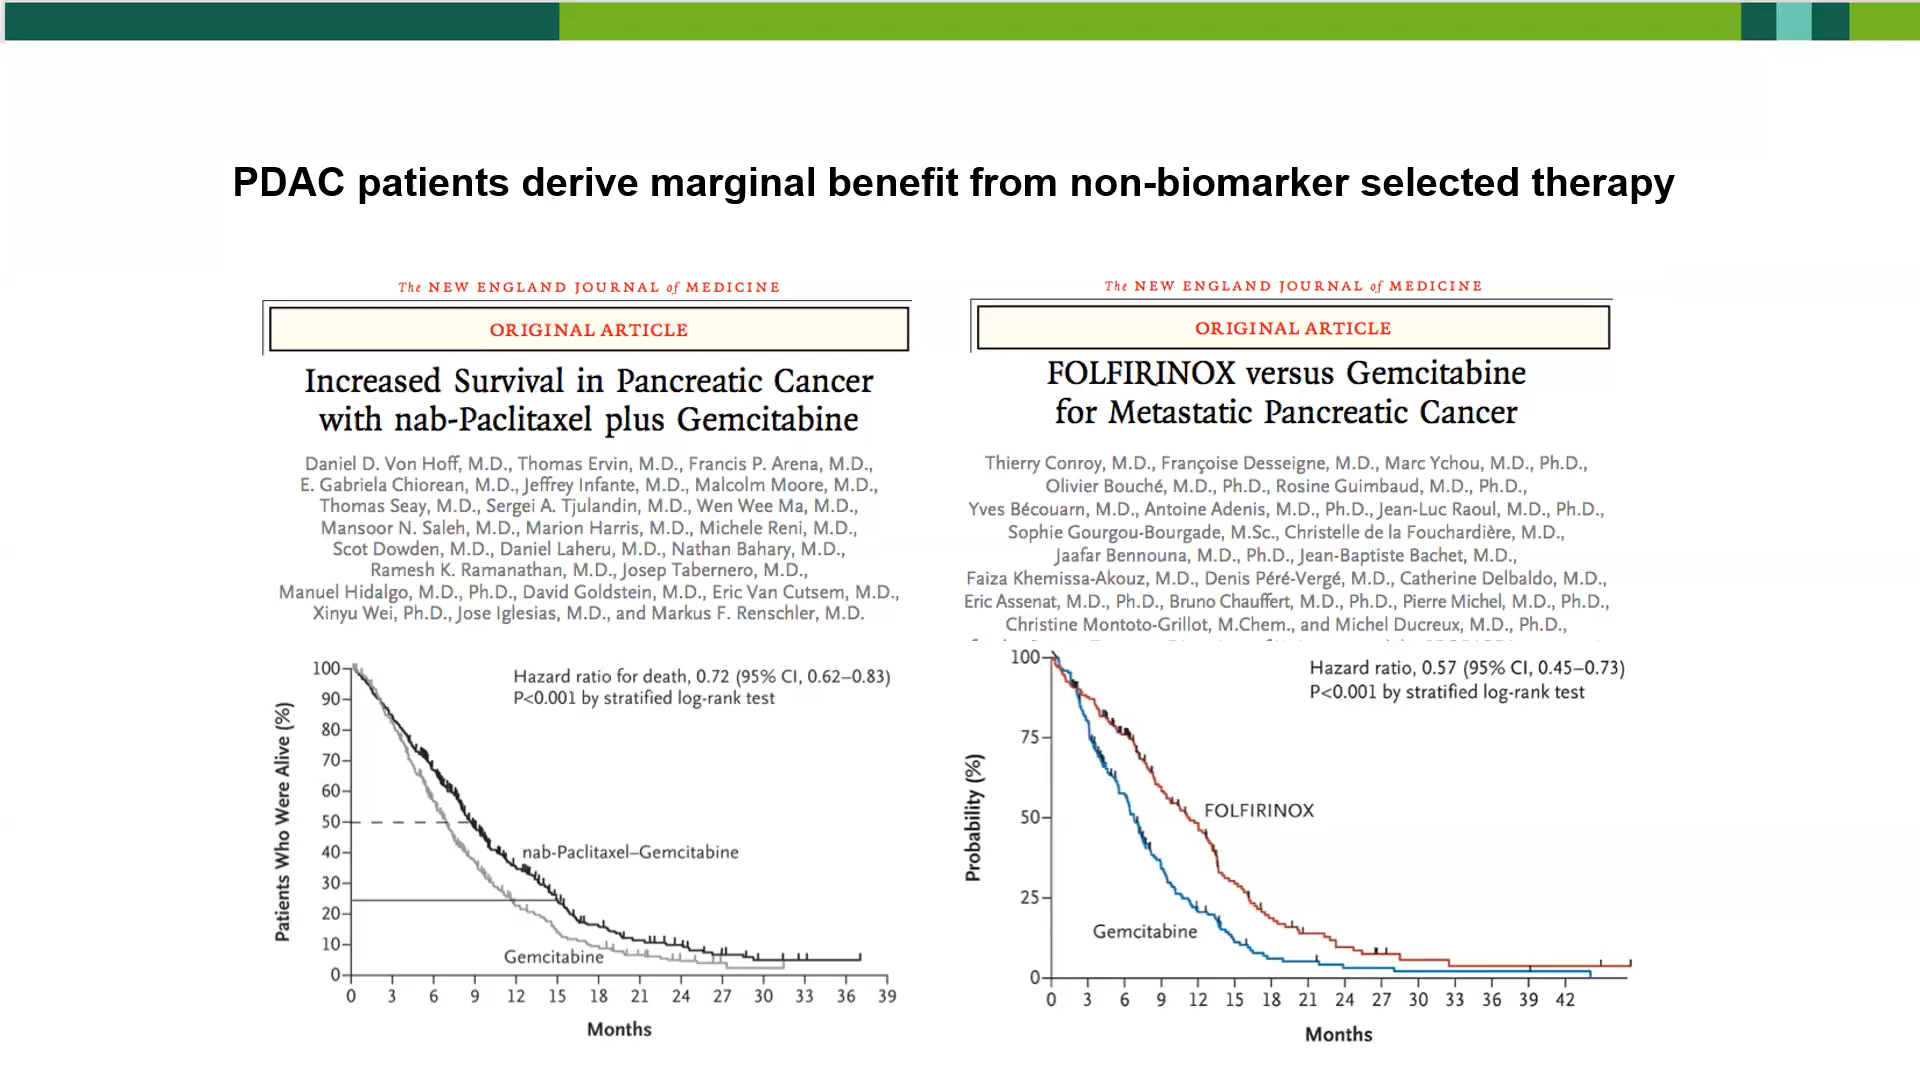 PDAC patients derive marginal benefit from non-biomarker selected therapy
The NEW ENGLAND JOURNAL of MEDICINE
ORIGINAL ARTICLE
Increased Survival in Pancreatic Cancer
with nab-Paclitaxel plus Gemcitabine
Daniel D. Von Hoff, M.D., Thomas Ervin, M.D., Francis P. Arena, M.D.,
E. Gabriela Chiorean, M.D., Jeffrey Infante, M.D., Malcolm Moore, M.D.,
Thomas Seay, M.D., Sergei A. Tjulandin, M.D., Wen Wee Ma, M.D.,
Mansoor N. Saleh, M.D., Marion Harris, M.D., Michele Reni, M.D.,
Scot Dowden, M.D., Daniel Laheru, M.D., Nathan Bahary, M.D.,
Ramesh K. Ramanathan, M.D., Josep Tabernero, M.D.,
Manuel Hidalgo, M.D., Ph.D., David Goldstein, M.D., Eric Van Cutsem, M.D.,
Xinyu Wei, Ph.D., Jose Iglesias, M.D., and Markus F. Renschler, M.D.
Hazard ratio for death, 0.72 (95% CI, 0.62–0.83)
P<0.001 by stratified log-rank test
Patients Who Were Alive (%)
100
90
80
70
60
50
40
30
20
10
0
nab-Paclitaxel–Gemcitabine
Gemcitabine
0 3 6 9 12 15 18 21 24 27 30 33 36 39
Months
The NEW ENGLAND JOURNAL of MEDICINE
ORIGINAL ARTICLE
FOLFIRINOX versus Gemcitabine
for Metastatic Pancreatic Cancer
Thierry Conroy, M.D., Françoise Desseigne, M.D., Marc Ychou, M.D., Ph.D.,
Olivier Bouché, M.D., Ph.D., Rosine Guimbaud, M.D., Ph.D.,
Yves Bécouarn, M.D., Antoine Adenis, M.D., Ph.D., Jean-Luc Raoul, M.D., Ph.D.,
Sophie Gourgou-Bourgade, M.Sc., Christelle de la Fouchardière, M.D.,
Jaafar Bennouna, M.D., Ph.D., Jean-Baptiste Bachet, M.D.,
Faiza Khemissa-Akouz, M.D., Denis Péré-Vergé, M.D., Catherine Delbaldo, M.D.,
Eric Assenat, M.D., Ph.D., Bruno Chauffert, M.D., Ph.D., Pierre Michel, M.D., Ph.D.,
Christine Montoto-Grillot, M.Chem., and Michel Ducreux, M.D., Ph.D.,
Hazard ratio, 0.57 (95% CI, 0.45–0.73)
P<0.001 by stratified log-rank test
Probability (%)
100
75
50
25
0
FOLFIRINOX
Gemcitabine
0 3 6 9 12 15 18 21 24 27 30 33 36 39 42
Months